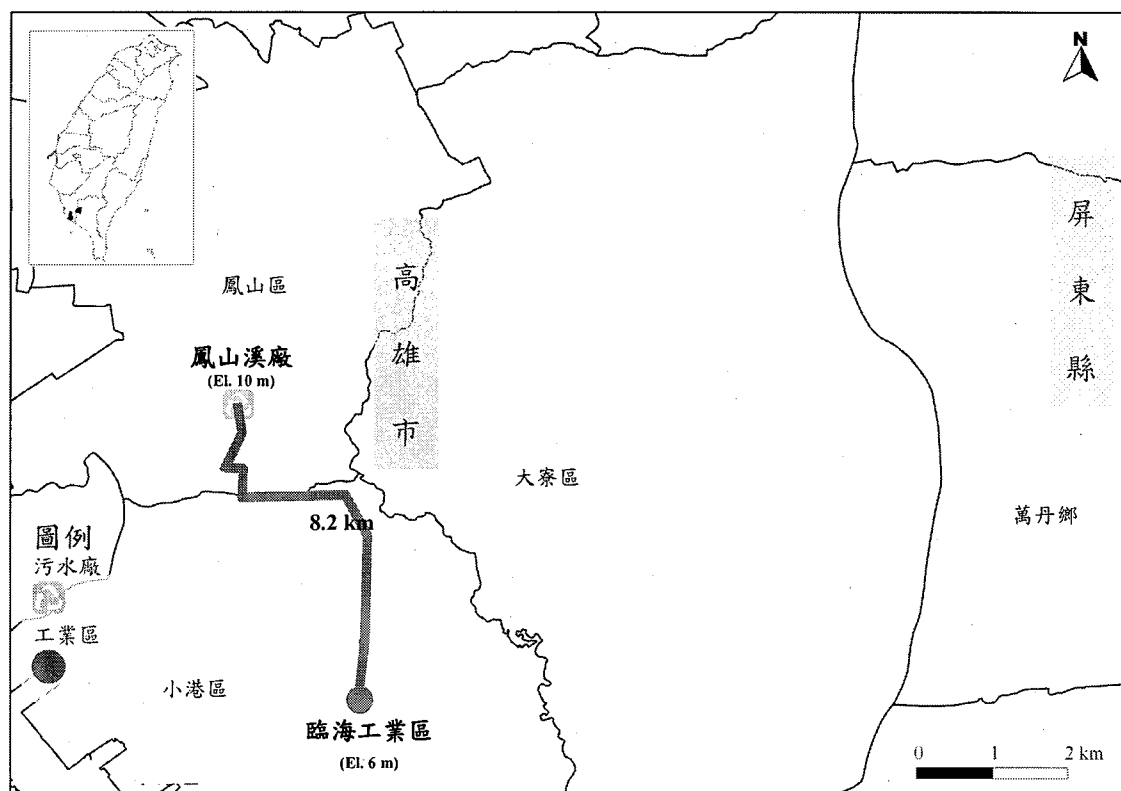 N
屏東縣
高雄市
鳳山區
鳳山溪廠
(El. 10 m)
大寮區
萬丹鄉
8.2 km
圖例
污水廠
工業區
小港區
臨海工業區
(El. 6 m)
0 1 2 km